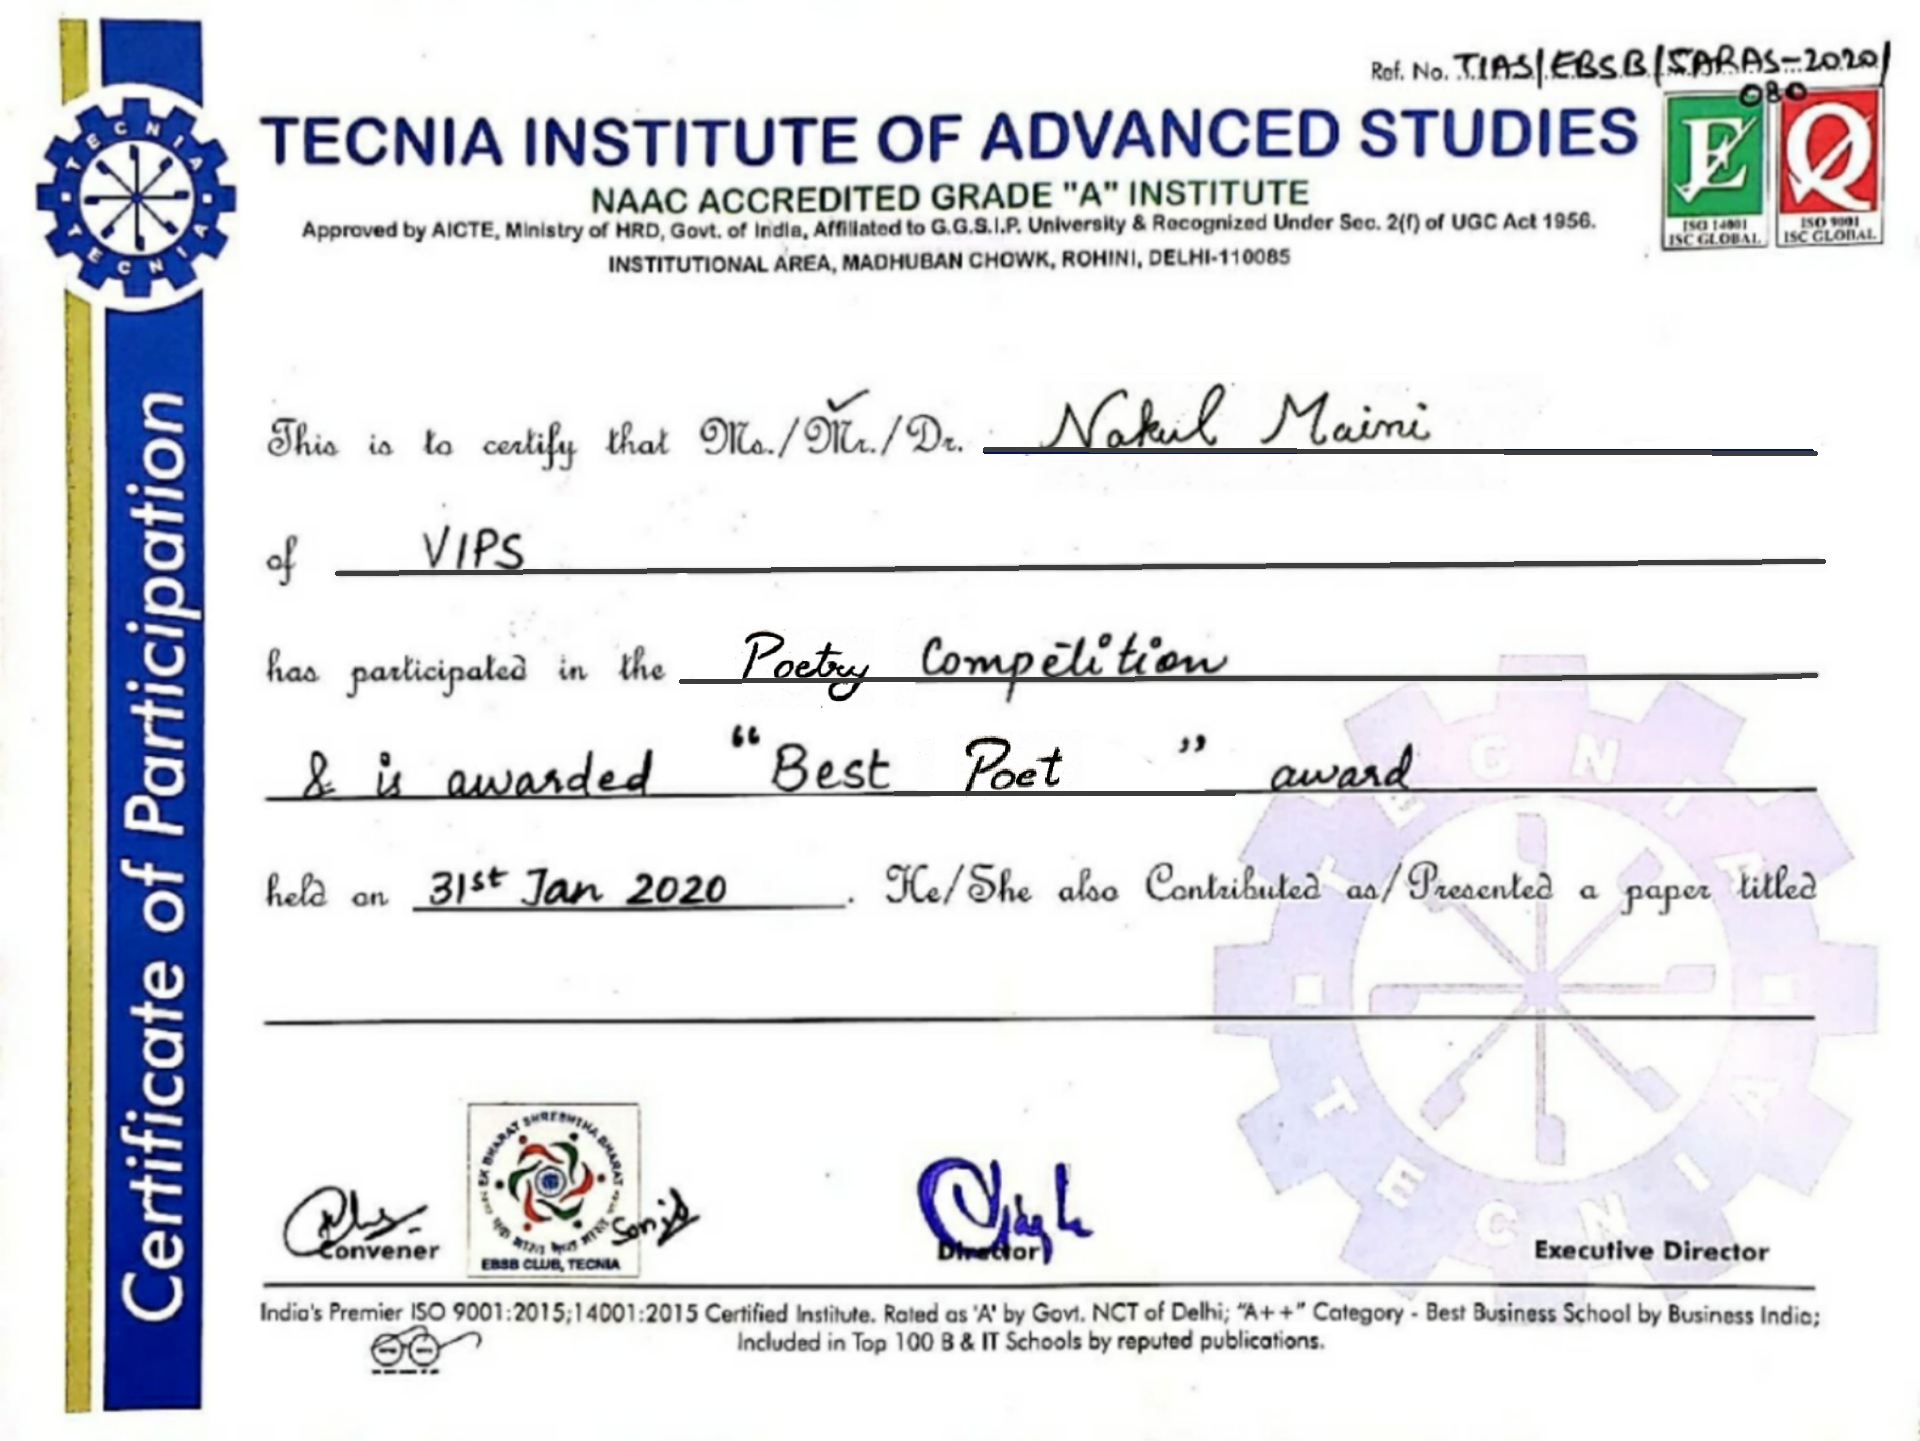 Ref. No. TIAS/EBSB/SARAS-2020/
080
TECNIA INSTITUTE OF ADVANCED STUDIES
NAAC ACCREDITED GRADE "A" INSTITUTE
Approved by AICTE, Ministry of HRD, Govt. of India, Affiliated to G.G.S.I.P. University & Recognized Under Sec. 2(f) of UGC Act 1956.
INSTITUTIONAL AREA, MADHUBAN CHOWK, ROHINI, DELHI-110085
ISO 14001
ISC GLOBAL
ISO 9001
ISC GLOBAL
TECNIA
TECNIA
Certificate of Participation
This is to certify that Ms./Mr./Dr. Nakul Maini
of VIPS
has participated in the Poetry Competition
& is awarded "Best Poet" award
held on 31st Jan 2020. He/She also Contributed as/Presented a paper titled
TECNIA
TECNIA
EK BHARAT SHRESHTHA BHARAT
EBSB CLUB, TECNIA
Convener
Director
Executive Director
India's Premier ISO 9001:2015;14001:2015 Certified Institute. Rated as 'A' by Govt. NCT of Delhi; "A++" Category - Best Business School by Business India;
Included in Top 100 B & IT Schools by reputed publications.